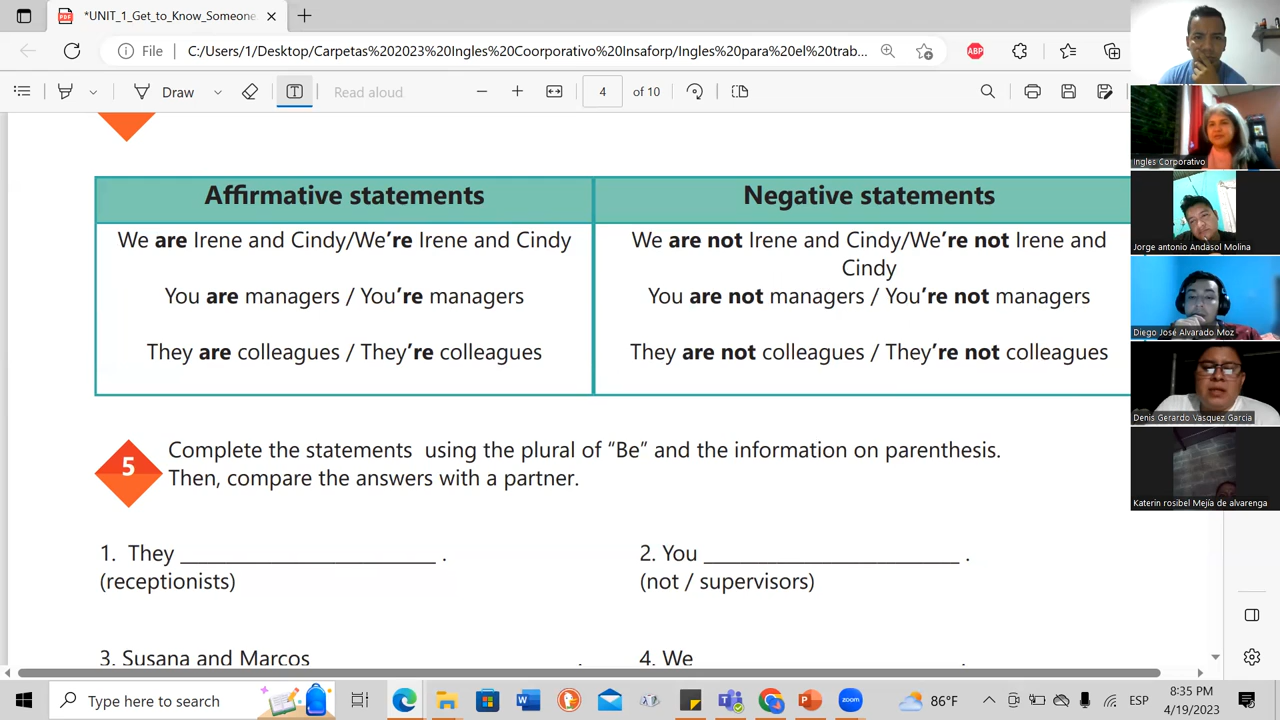 *UNIT_1_Get_to_Know_Someone
File
C:/Users/1/Desktop/Carpetas%202023%20Ingles%20Coorporativo%20Insaforp/Ingles%20para%20el%20trab...
ABP
Draw
Read aloud
4 of 10
Affirmative statements
We are Irene and Cindy/We're Irene and Cindy
You are managers / You're managers
They are colleagues / They're colleagues
Negative statements
We are not Irene and Cindy/We're not Irene and
Cindy
You are not managers / You're not managers
They are not colleagues / They're not colleagues
5
Complete the statements using the plural of “Be” and the information on parenthesis.
Then, compare the answers with a partner.
1. They ________________________ .
(receptionists)
2. You ________________________ .
(not / supervisors)
3. Susana and Marcos
4. We
Ingles Corporativo
Jorge antonio Andasol Molina
Diego José Alvarado Moz
Denis Gerardo Vasquez Garcia
Katerin rosibel Mejía de alvarenga
Type here to search
zoom
86°F
ESP
8:35 PM
4/19/2023